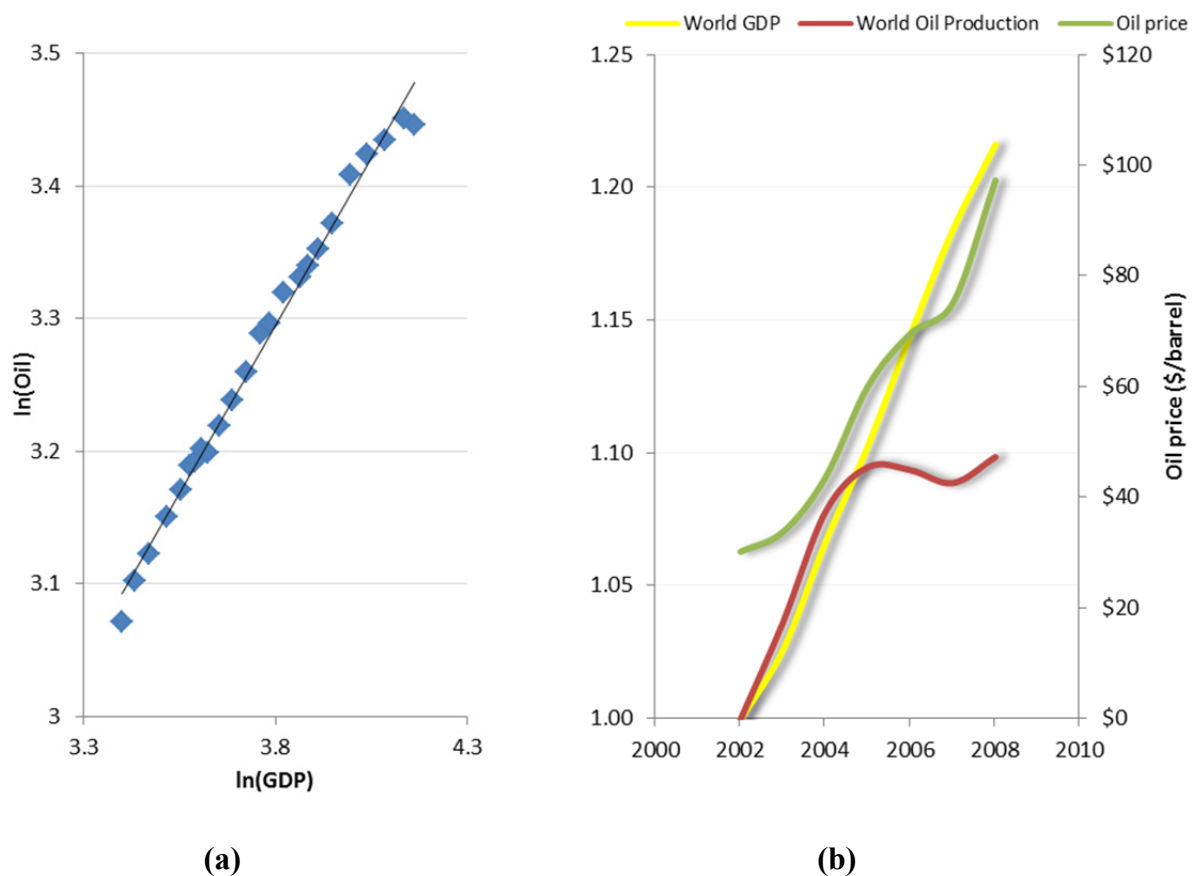 3.5
3.4
3.3
3.2
3.1
3
ln(Oil)
3.3 3.8 4.3
ln(GDP)
(a)
World GDP World Oil Production Oil price
1.25
1.20
1.15
1.10
1.05
1.00
$120
$100
$80
$60
$40
$20
$0
Oil price ($/barrel)
2000 2002 2004 2006 2008 2010
(b)